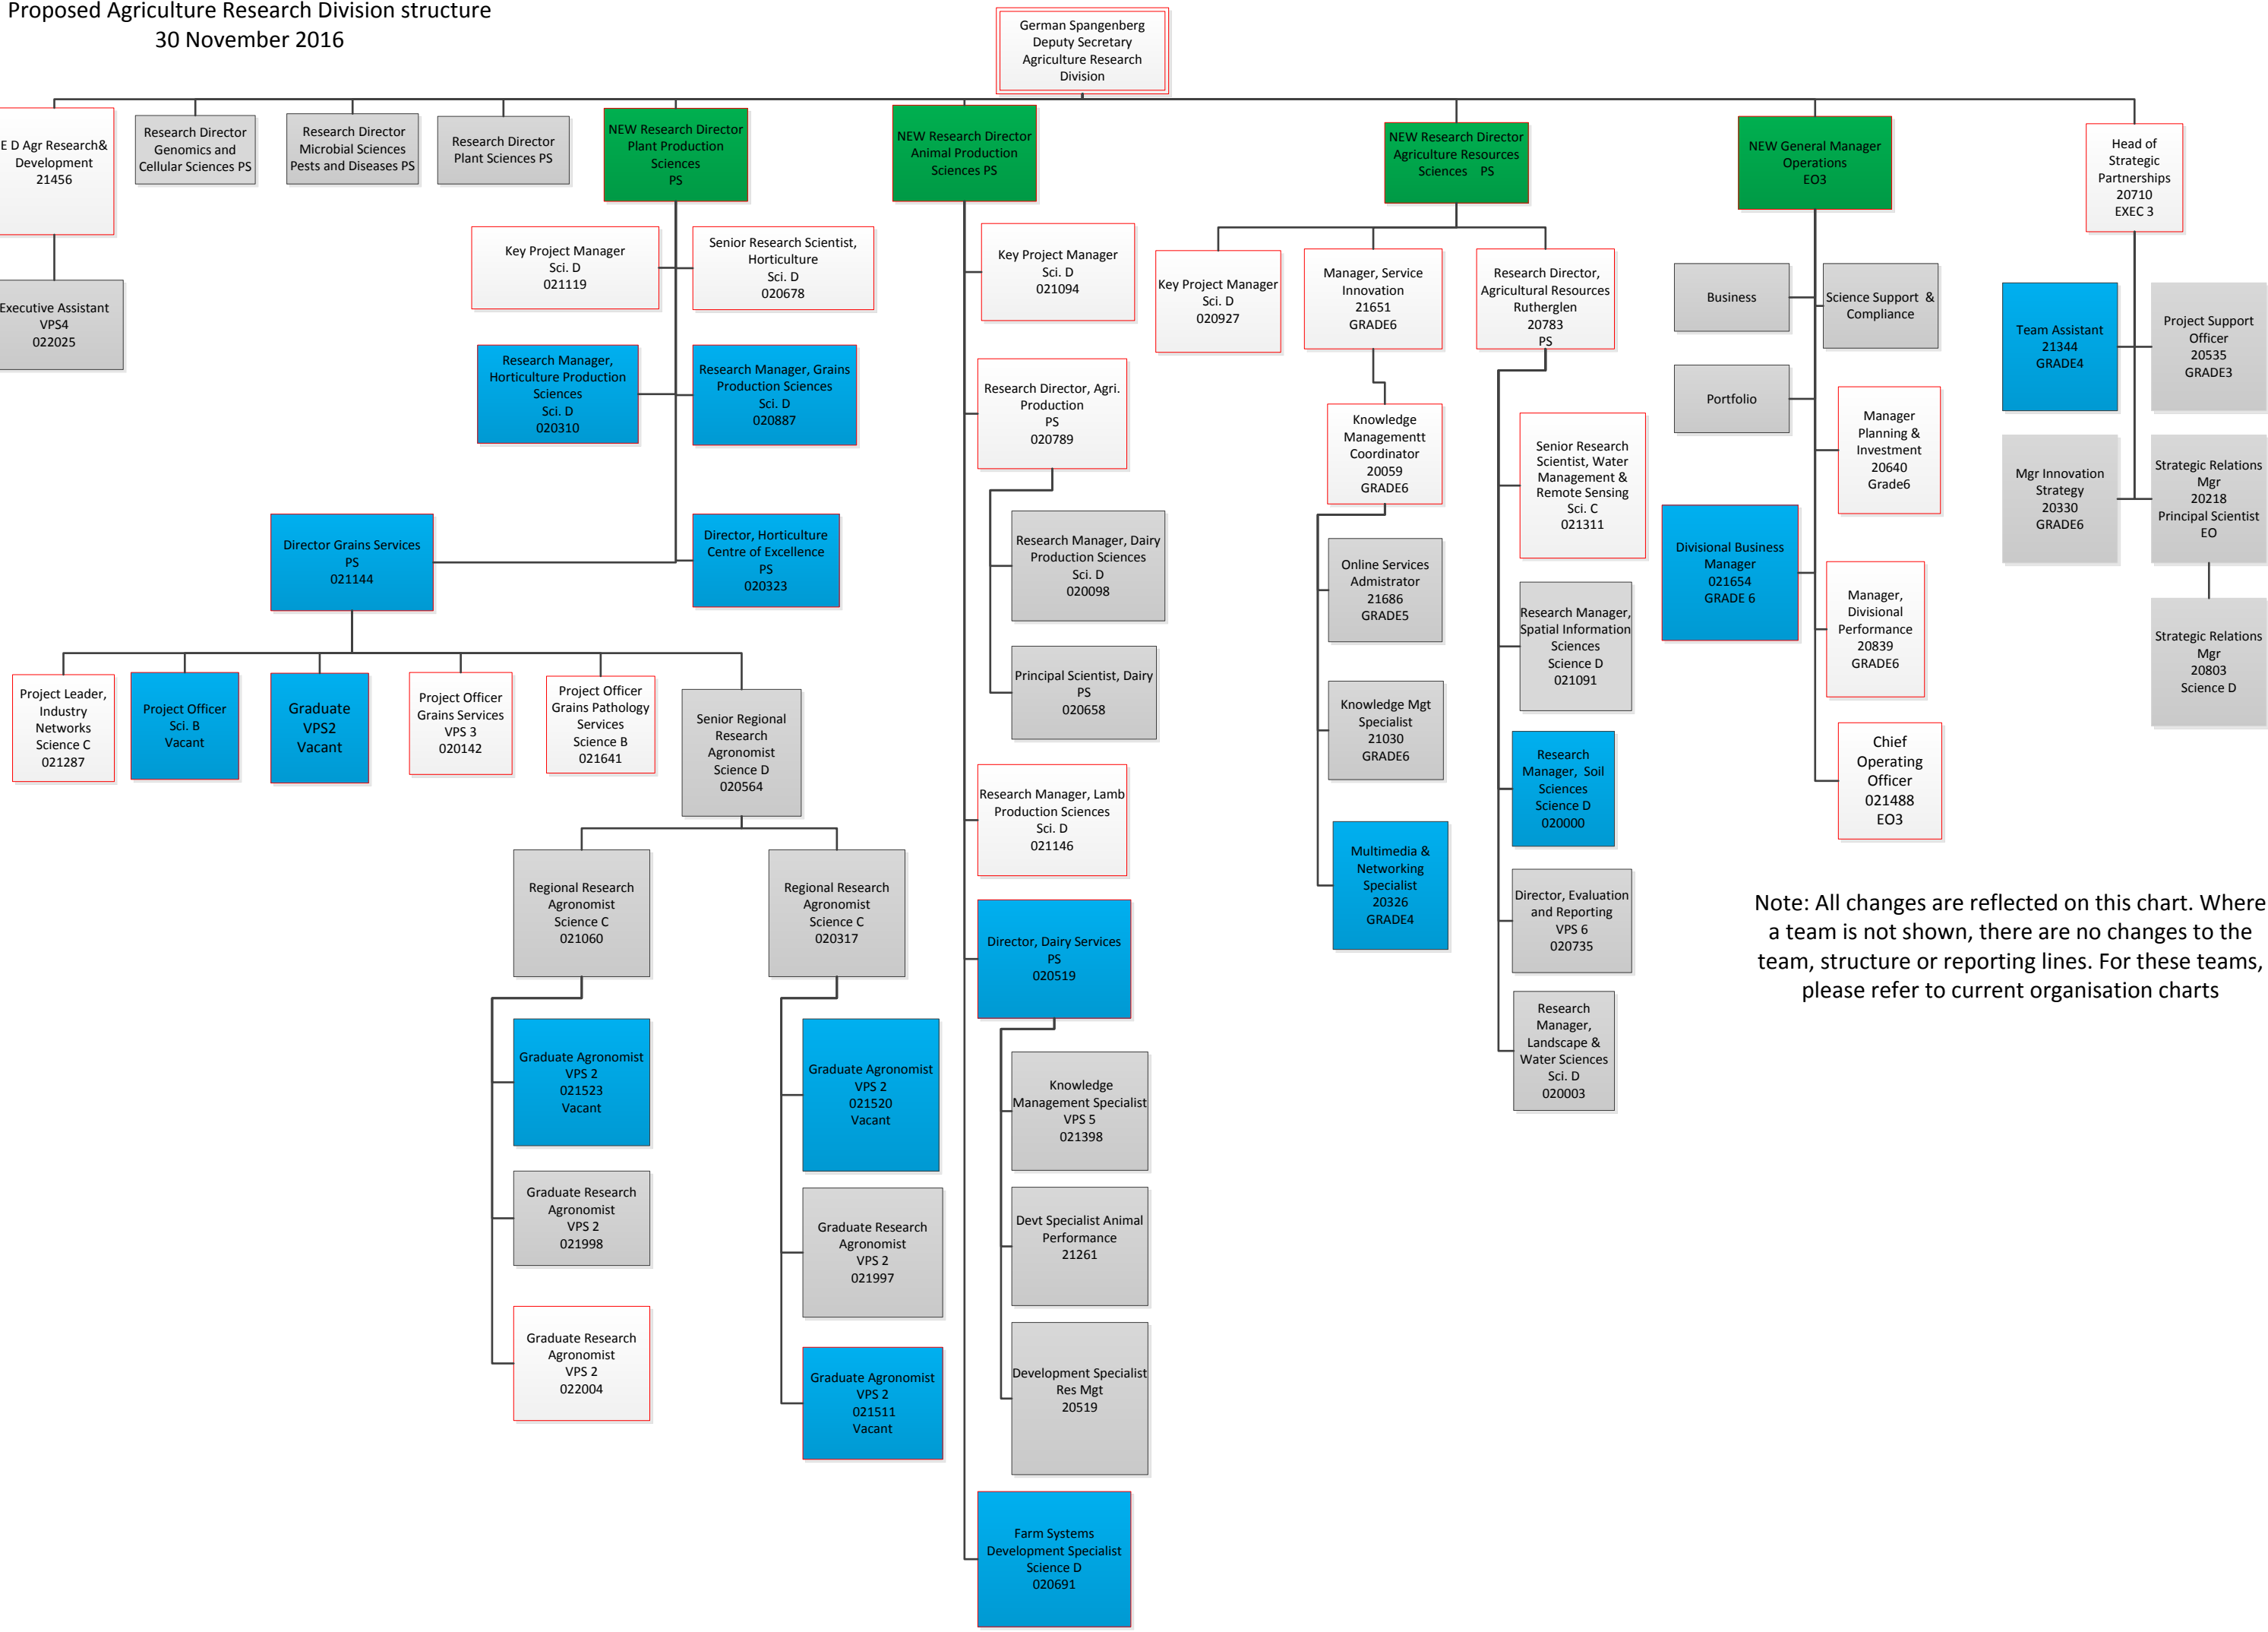 Proposed Agriculture Research Division structure
30 November 2016
German Spangenberg
Deputy Secretary
Agriculture Research
Division
E D Agr Research&
Development
21456
Research Director
Genomics and
Cellular Sciences PS
Research Director
Microbial Sciences
Pests and Diseases PS
Research Director
Plant Sciences PS
NEW Research Director
Plant Production
Sciences
PS
NEW Research Director
Animal Production
Sciences PS
NEW Research Director
Agriculture Resources
Sciences PS
NEW General Manager
Operations
EO3
Head of
Strategic
Partnerships
20710
EXEC 3
Executive Assistant
VPS4
022025
Key Project Manager
Sci. D
021119
Senior Research Scientist,
Horticulture
Sci. D
020678
Research Manager,
Horticulture Production
Sciences
Sci. D
020310
Research Manager, Grains
Production Sciences
Sci. D
020887
Director Grains Services
PS
021144
Director, Horticulture
Centre of Excellence
PS
020323
Project Leader,
Industry
Networks
Science C
021287
Project Officer
Sci. B
Vacant
Graduate
VPS2
Vacant
Project Officer
Grains Services
VPS 3
020142
Project Officer
Grains Pathology
Services
Science B
021641
Senior Regional
Research
Agronomist
Science D
020564
Regional Research
Agronomist
Science C
021060
Regional Research
Agronomist
Science C
020317
Graduate Agronomist
VPS 2
021523
Vacant
Graduate Research
Agronomist
VPS 2
021998
Graduate Research
Agronomist
VPS 2
022004
Graduate Agronomist
VPS 2
021520
Vacant
Graduate Research
Agronomist
VPS 2
021997
Graduate Agronomist
VPS 2
021511
Vacant
Key Project Manager
Sci. D
021094
Research Director, Agri.
Production
PS
020789
Research Manager, Dairy
Production Sciences
Sci. D
020098
Principal Scientist, Dairy
PS
020658
Research Manager, Lamb
Production Sciences
Sci. D
021146
Director, Dairy Services
PS
020519
Knowledge
Management Specialist
VPS 5
021398
Devt Specialist Animal
Performance
21261
Development Specialist
Res Mgt
20519
Farm Systems
Development Specialist
Science D
020691
Key Project Manager
Sci. D
020927
Manager, Service
Innovation
21651
GRADE6
Research Director,
Agricultural Resources
Rutherglen
20783
PS
Knowledge
Managementt
Coordinator
20059
GRADE6
Online Services
Admistrator
21686
GRADE5
Knowledge Mgt
Specialist
21030
GRADE6
Multimedia &
Networking
Specialist
20326
GRADE4
Senior Research
Scientist, Water
Management &
Remote Sensing
Sci. C
021311
Research Manager,
Spatial Information
Sciences
Science D
021091
Research
Manager, Soil
Sciences
Science D
020000
Director, Evaluation
and Reporting
VPS 6
020735
Research
Manager,
Landscape &
Water Sciences
Sci. D
020003
Business
Science Support &
Compliance
Portfolio
Manager
Planning &
Investment
20640
Grade6
Divisional Business
Manager
021654
GRADE 6
Manager,
Divisional
Performance
20839
GRADE6
Chief
Operating
Officer
021488
EO3
Team Assistant
21344
GRADE4
Project Support
Officer
20535
GRADE3
Mgr Innovation
Strategy
20330
GRADE6
Strategic Relations
Mgr
20218
Principal Scientist
EO
Strategic Relations
Mgr
20803
Science D
Note: All changes are reflected on this chart. Where
a team is not shown, there are no changes to the
team, structure or reporting lines. For these teams,
please refer to current organisation charts